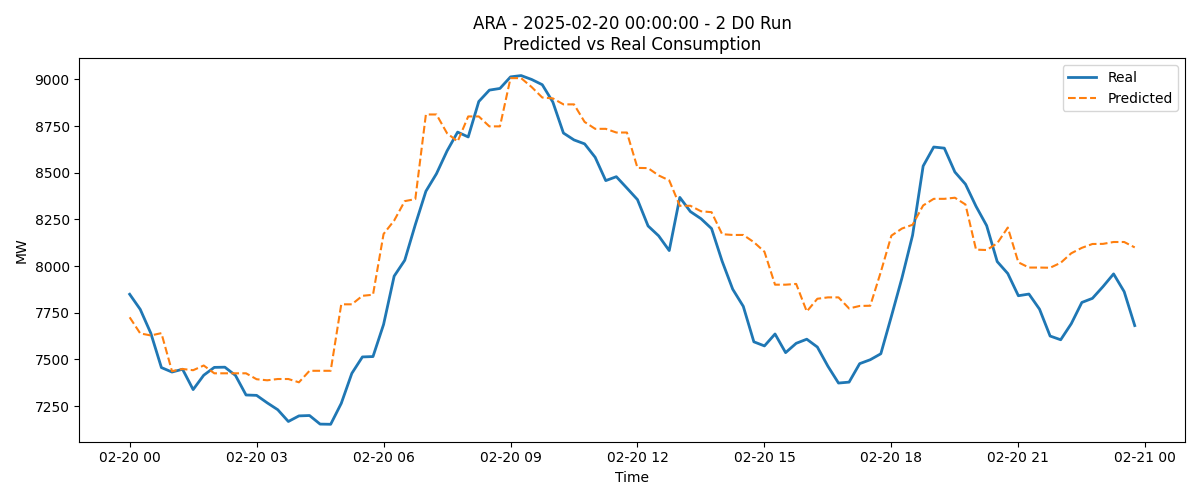 ARA - 2025-02-20 00:00:00 - 2 D0 Run
Predicted vs Real Consumption
Real
Predicted
9000
8750
8500
8250
8000
7750
7500
7250
MW
02-20 00
02-20 03
02-20 06
02-20 09
02-20 12
02-20 15
02-20 18
02-20 21
02-21 00
Time